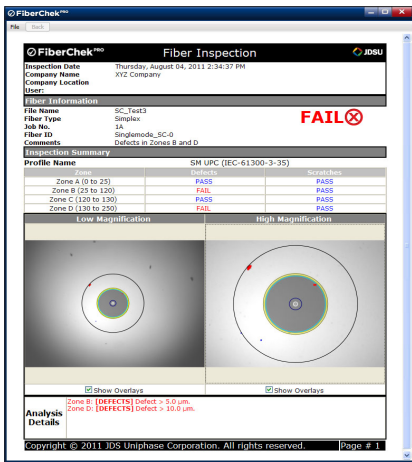 FiberChek PRO
File Back
FiberChek PRO Fiber Inspection JDSU
Inspection Date Thursday, August 04, 2011 2:34:37 PM
Company Name XYZ Company
Company Location
User:
Fiber Information
File Name SC_Test3
Fiber Type Simplex
Job No. 1A
Fiber ID Singlemode_SC-0
Comments Defects in Zones B and D
FAIL
Inspection Summary
Profile Name SM UPC (IEC-61300-3-35)
Zone Defects Scratches
Zone A (0 to 25) PASS PASS
Zone B (25 to 120) FAIL PASS
Zone C (120 to 130) PASS PASS
Zone D (130 to 250) FAIL PASS
Low Magnification High Magnification
Show Overlays Show Overlays
Analysis Details
Zone B: [DEFECTS] Defect > 5.0 µm.
Zone D: [DEFECTS] Defect > 10.0 µm.
Copyright © 2011 JDS Uniphase Corporation. All rights reserved. Page # 1